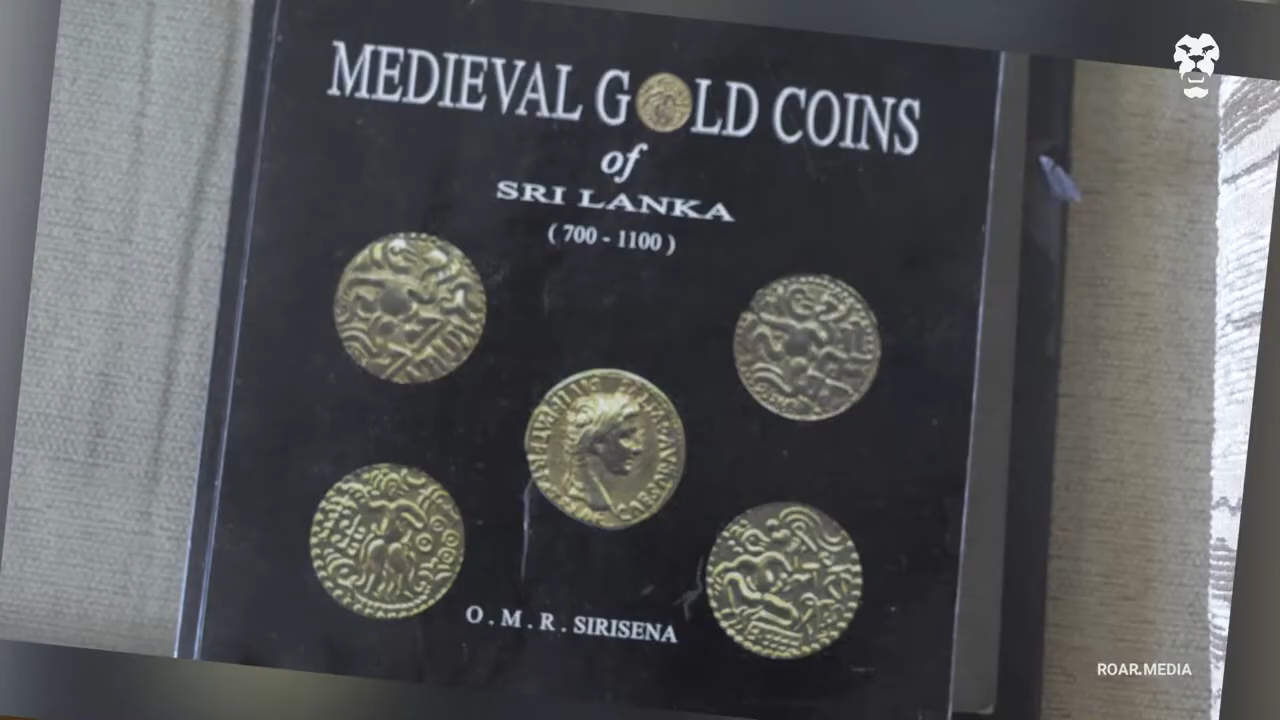 MEDIEVAL GOLD COINS
of
SRI LANKA
( 700 - 1100 )
O . M . R . SIRISENA
ROAR.MEDIA